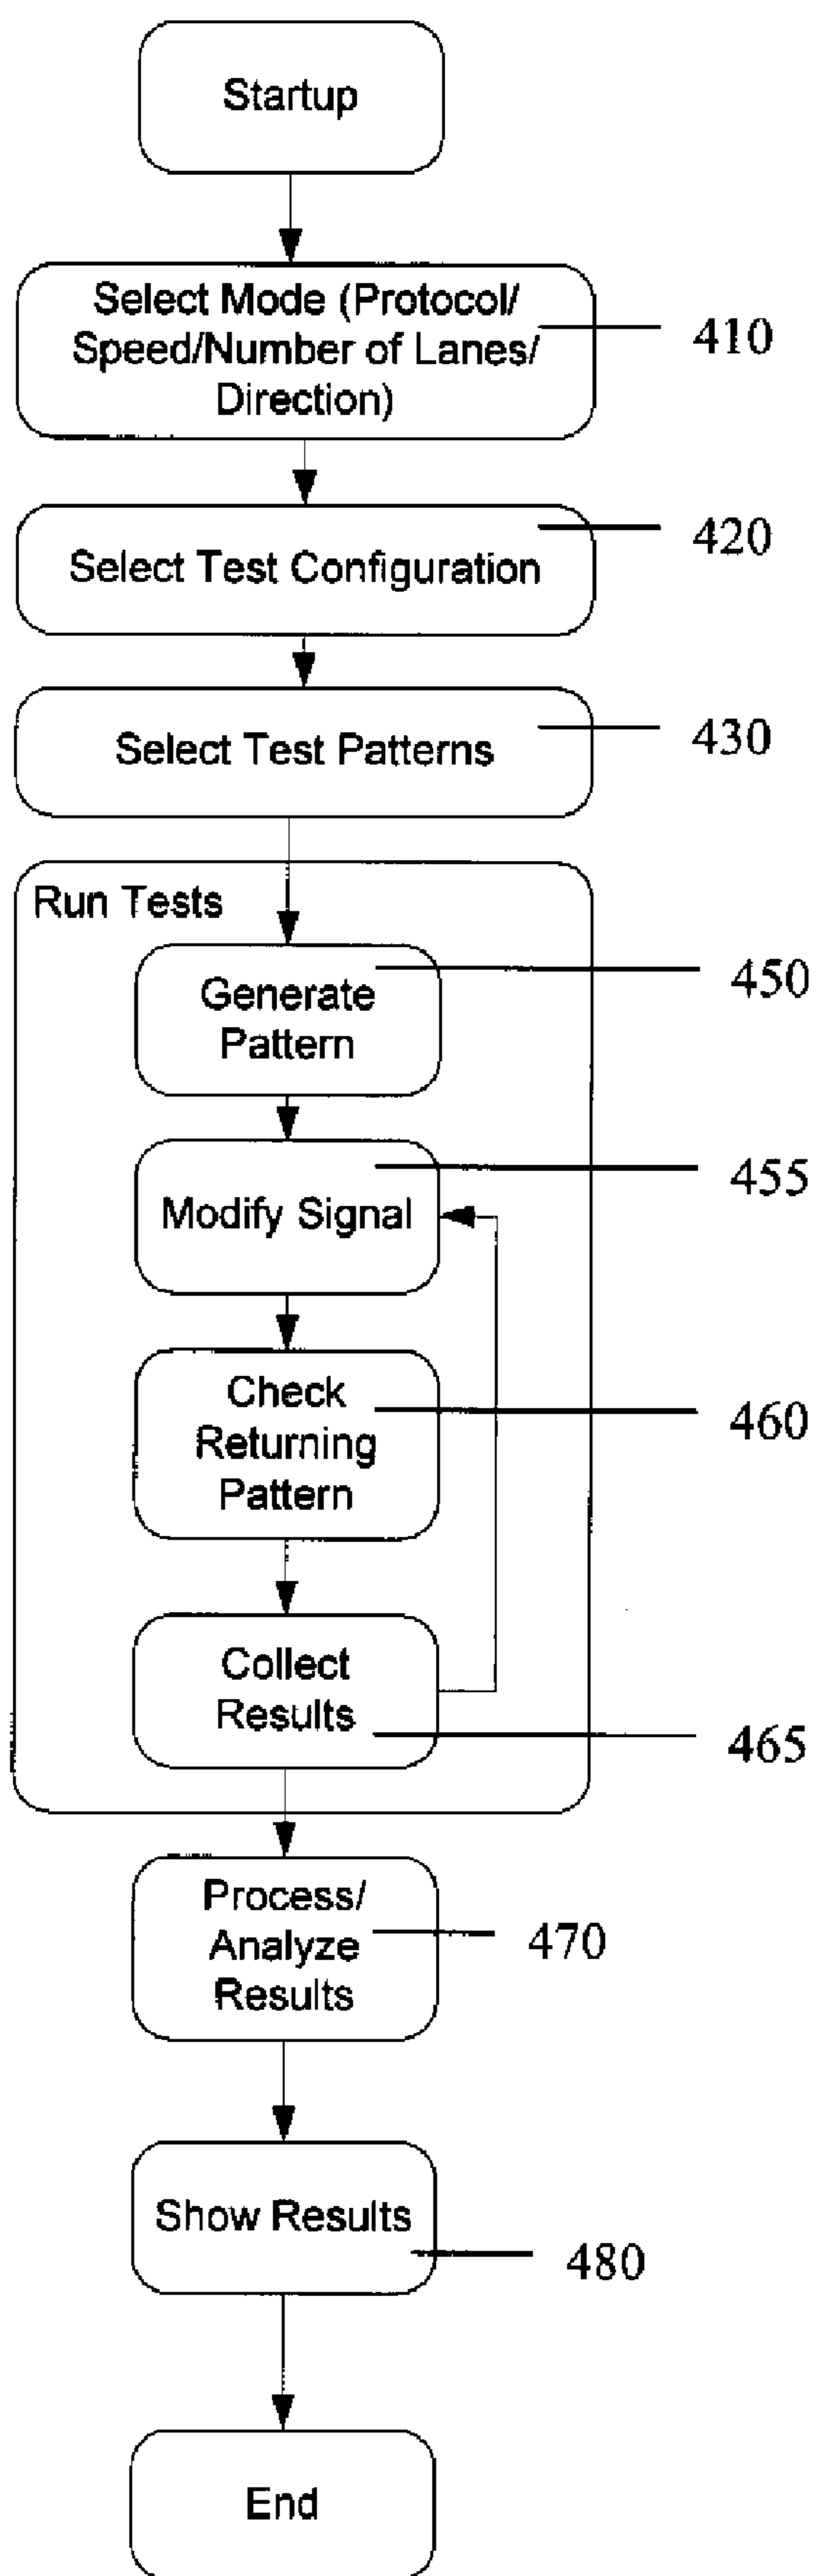 Startup
Select Mode (Protocol/
Speed/Number of Lanes/
Direction)
410
Select Test Configuration
420
Select Test Patterns
430
Run Tests
Generate
Pattern
450
Modify Signal
455
Check
Returning
Pattern
460
Collect
Results
465
Process/
Analyze
Results
470
Show Results
480
End